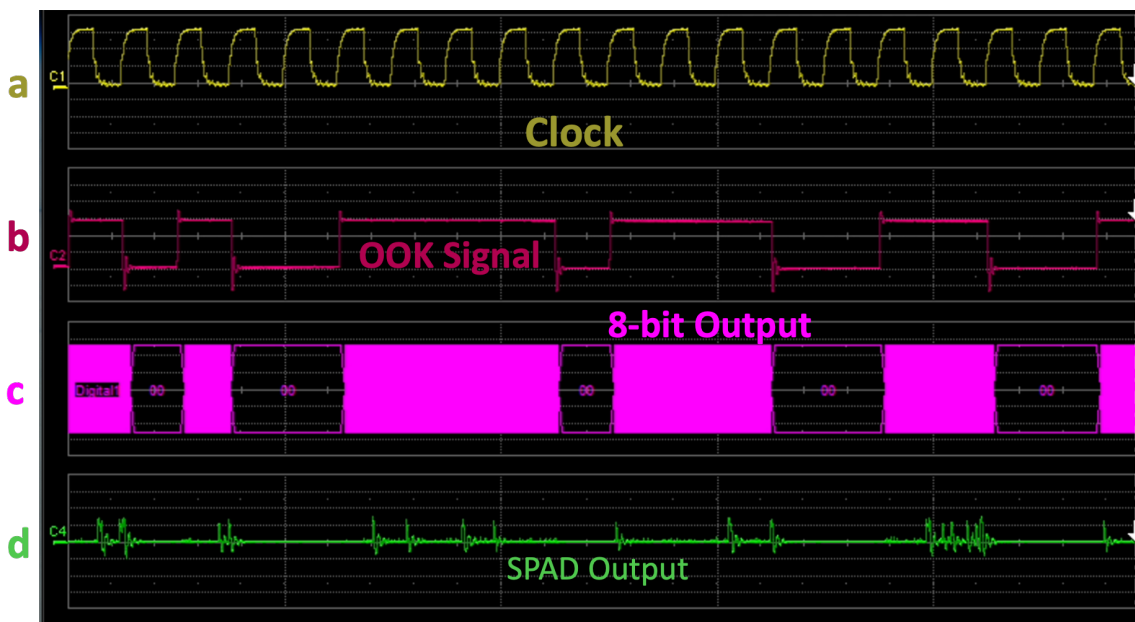 a
C1
Clock
b
C2
OOK Signal
8-bit Output
c
Digital1
00
00
00
00
00
d
C4
SPAD Output